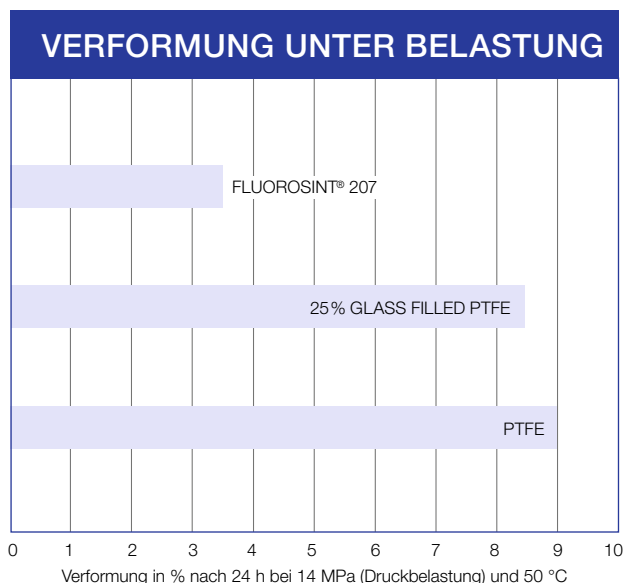 VERFORMUNG UNTER BELASTUNG
FLUOROSINT® 207
25% GLASS FILLED PTFE
PTFE
0 1 2 3 4 5 6 7 8 9 10
Verformung in % nach 24 h bei 14 MPa (Druckbelastung) und 50 °C